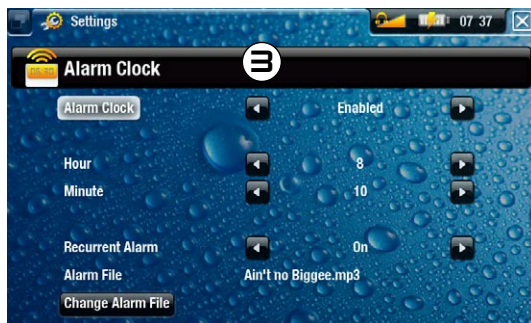 Settings
07 37
Alarm Clock
3
Alarm Clock Enabled
Hour 8
Minute 10
Recurrent Alarm On
Alarm File Ain't no Biggee.mp3
Change Alarm File